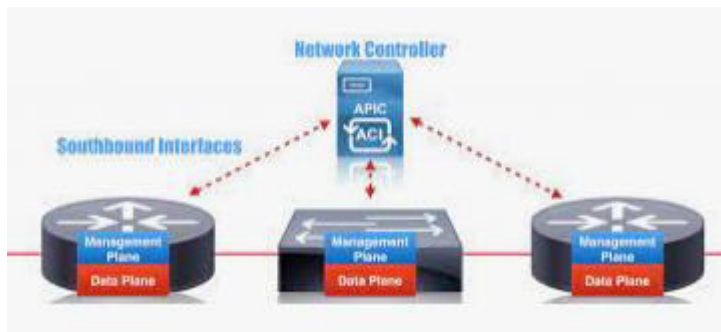 Network Controller
APIC
ACI
Southbound Interfaces
Management
Plane
Data Plane
Management
Plane
Data Plane
Management
Plane
Data Plane